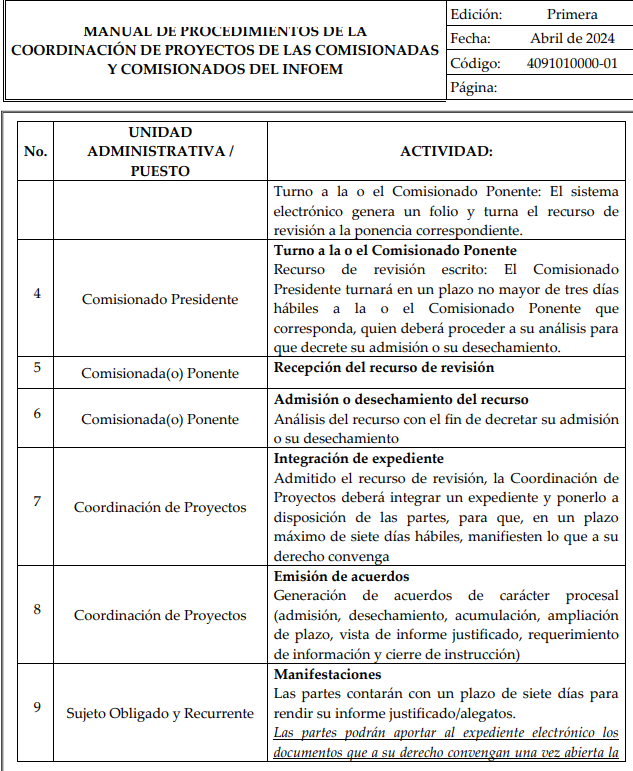 MANUAL DE PROCEDIMIENTOS DE LA
COORDINACIÓN DE PROYECTOS DE LAS COMISIONADAS
Y COMISIONADOS DEL INFOEM
Edición: Primera
Fecha: Abril de 2024
Código: 4091010000-01
Página:
No.
UNIDAD
ADMINISTRATIVA /
PUESTO
ACTIVIDAD:
Turno a la o el Comisionado Ponente: El sistema
electrónico genera un folio y turna el recurso de
revisión a la ponencia correspondiente.
4
Comisionado Presidente
Turno a la o el Comisionado Ponente
Recurso de revisión escrito: El Comisionado
Presidente turnará en un plazo no mayor de tres días
hábiles a la o el Comisionado Ponente que
corresponda, quien deberá proceder a su análisis para
que decrete su admisión o su desechamiento.
5
Comisionada(o) Ponente
Recepción del recurso de revisión
6
Comisionada(o) Ponente
Admisión o desechamiento del recurso
Análisis del recurso con el fin de decretar su admisión
o su desechamiento
7
Coordinación de Proyectos
Integración de expediente
Admitido el recurso de revisión, la Coordinación de
Proyectos deberá integrar un expediente y ponerlo a
disposición de las partes, para que, en un plazo
máximo de siete días hábiles, manifiesten lo que a su
derecho convenga
8
Coordinación de Proyectos
Emisión de acuerdos
Generación de acuerdos de carácter procesal
(admisión, desechamiento, acumulación, ampliación
de plazo, vista de informe justificado, requerimiento
de información y cierre de instrucción)
9
Sujeto Obligado y Recurrente
Manifestaciones
Las partes contarán con un plazo de siete días para
rendir su informe justificado/alegatos.
Las partes podrán aportar al expediente electrónico los
documentos que a su derecho convengan una vez abierta la